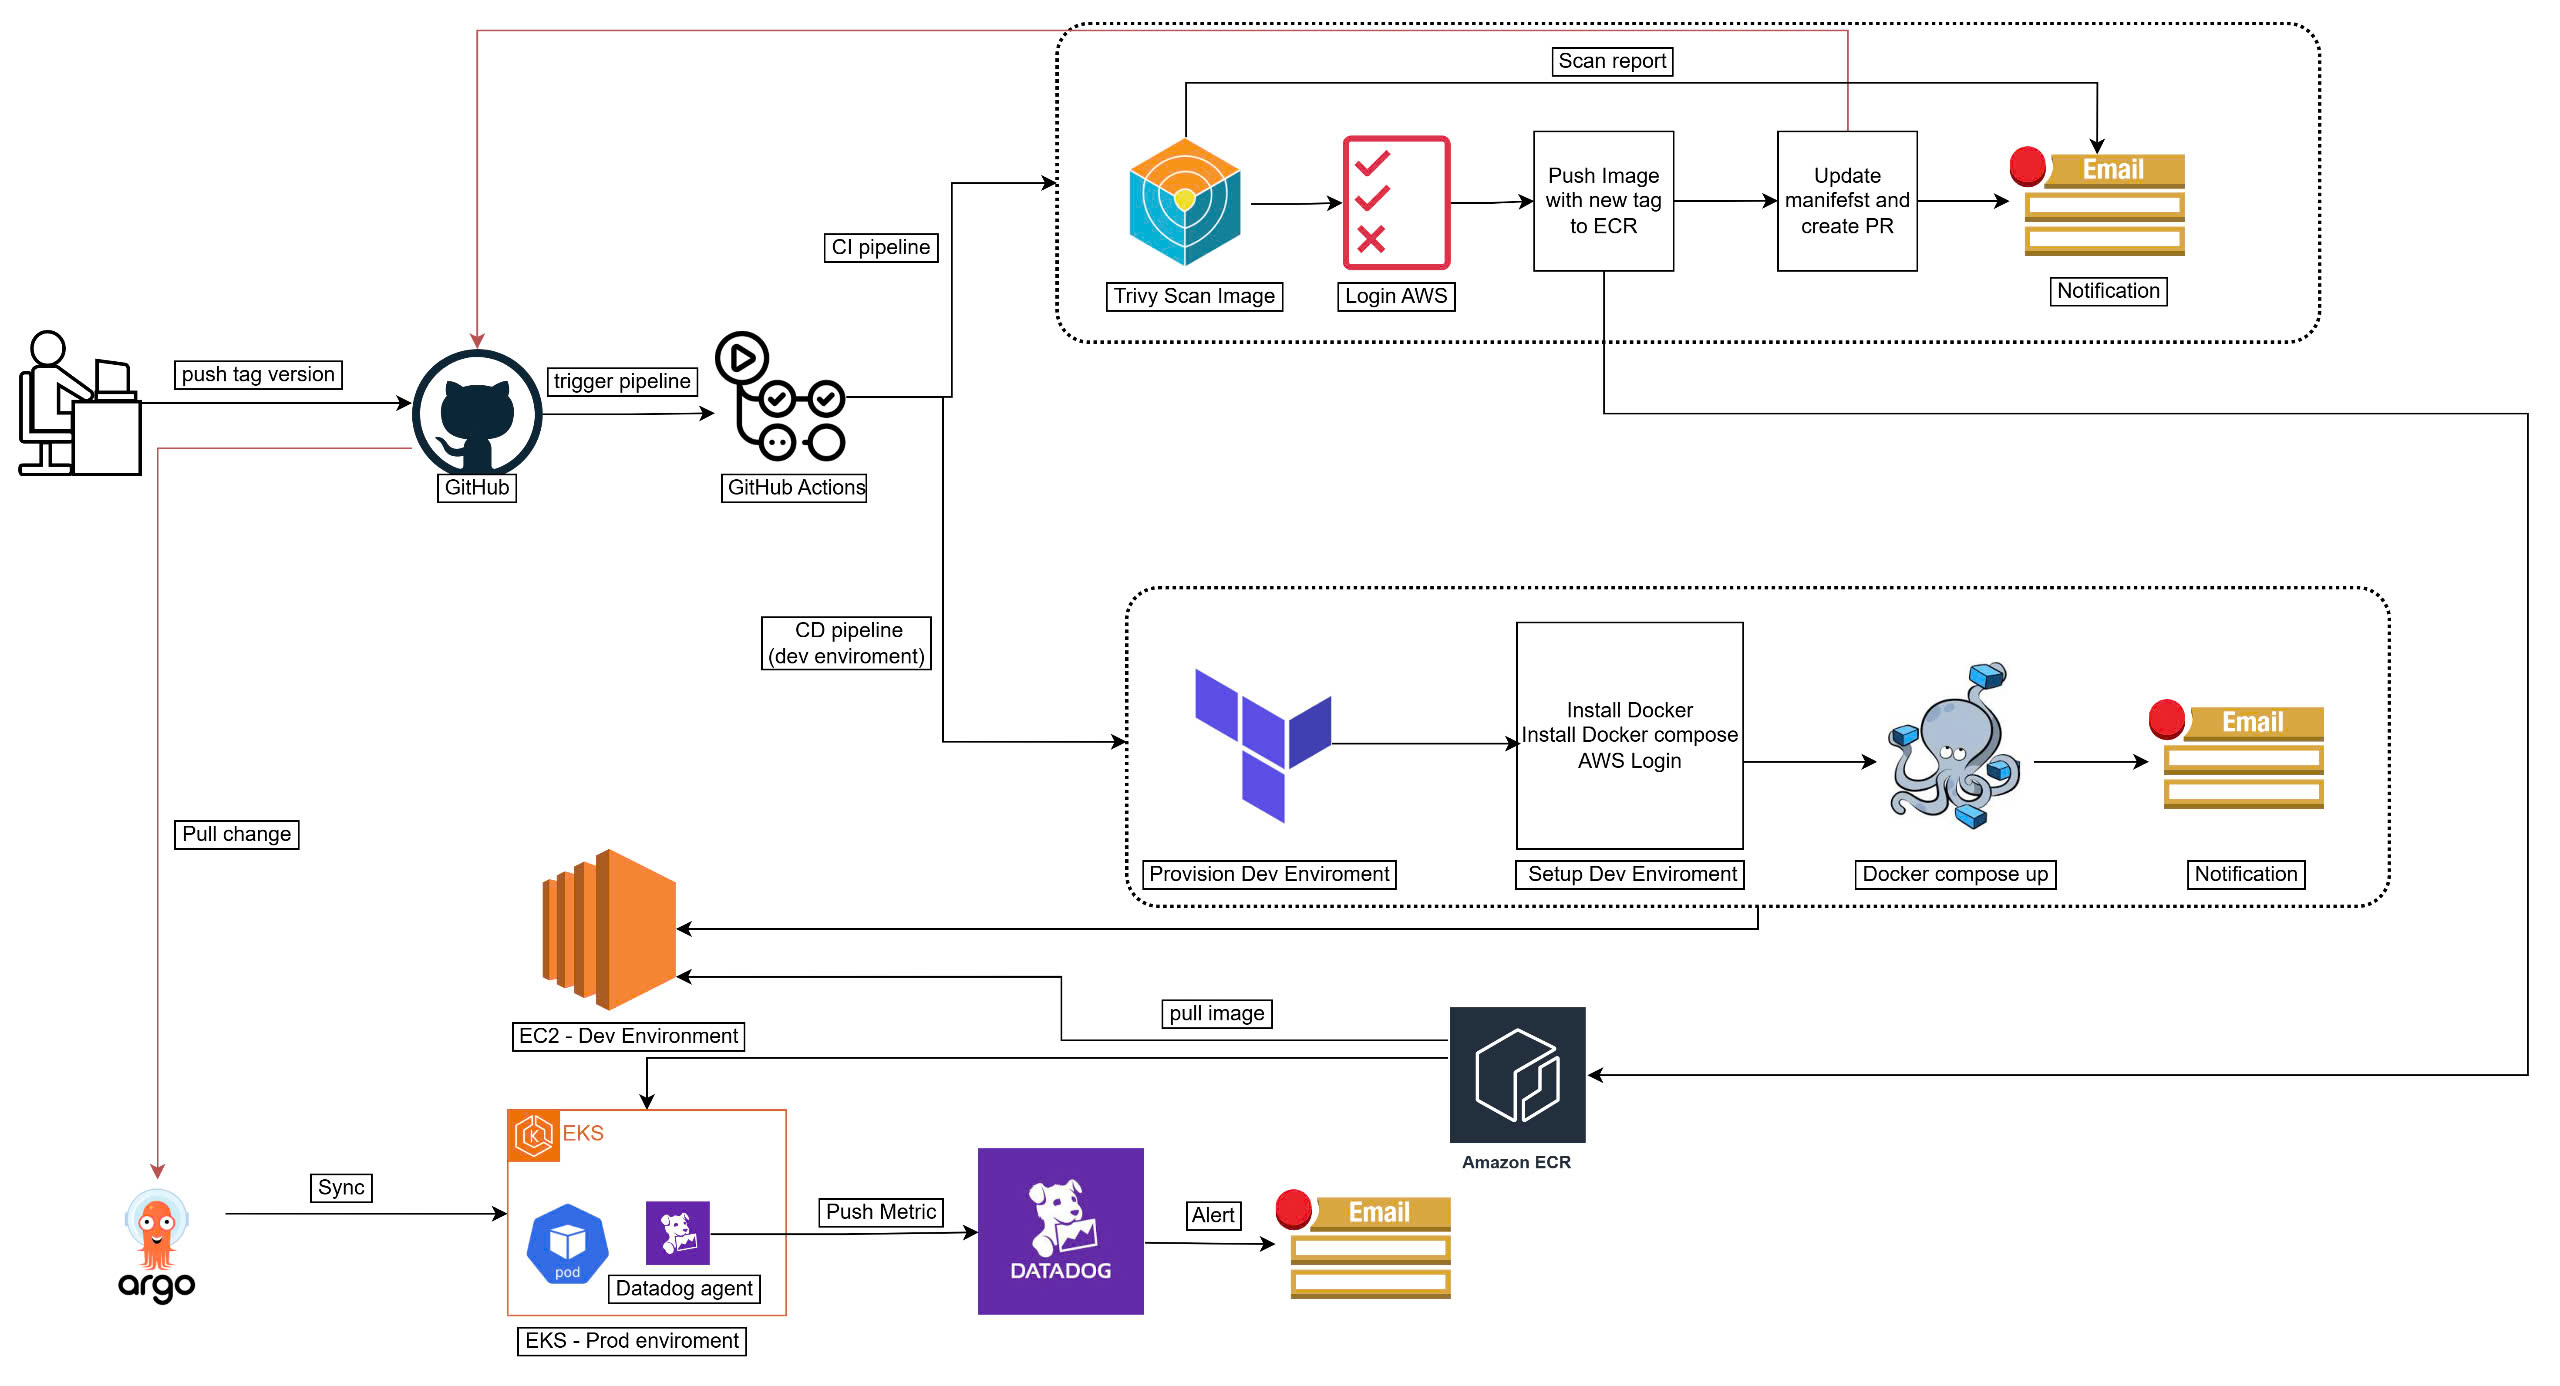 Scan report
Email
Push Image
with new tag
to ECR
Update
manifefst and
create PR
CI pipeline
Trivy Scan Image
Login AWS
Notification
push tag version
trigger pipeline
GitHub
GitHub Actions
CD pipeline
(dev enviroment)
Install Docker
Install Docker compose
AWS Login
Email
Provision Dev Enviroment
Setup Dev Enviroment
Docker compose up
Notification
Pull change
EC2 - Dev Environment
pull image
Amazon ECR
EKS
Sync
pod
Datadog agent
Push Metric
DATADOG
Alert
Email
argo
EKS - Prod enviroment